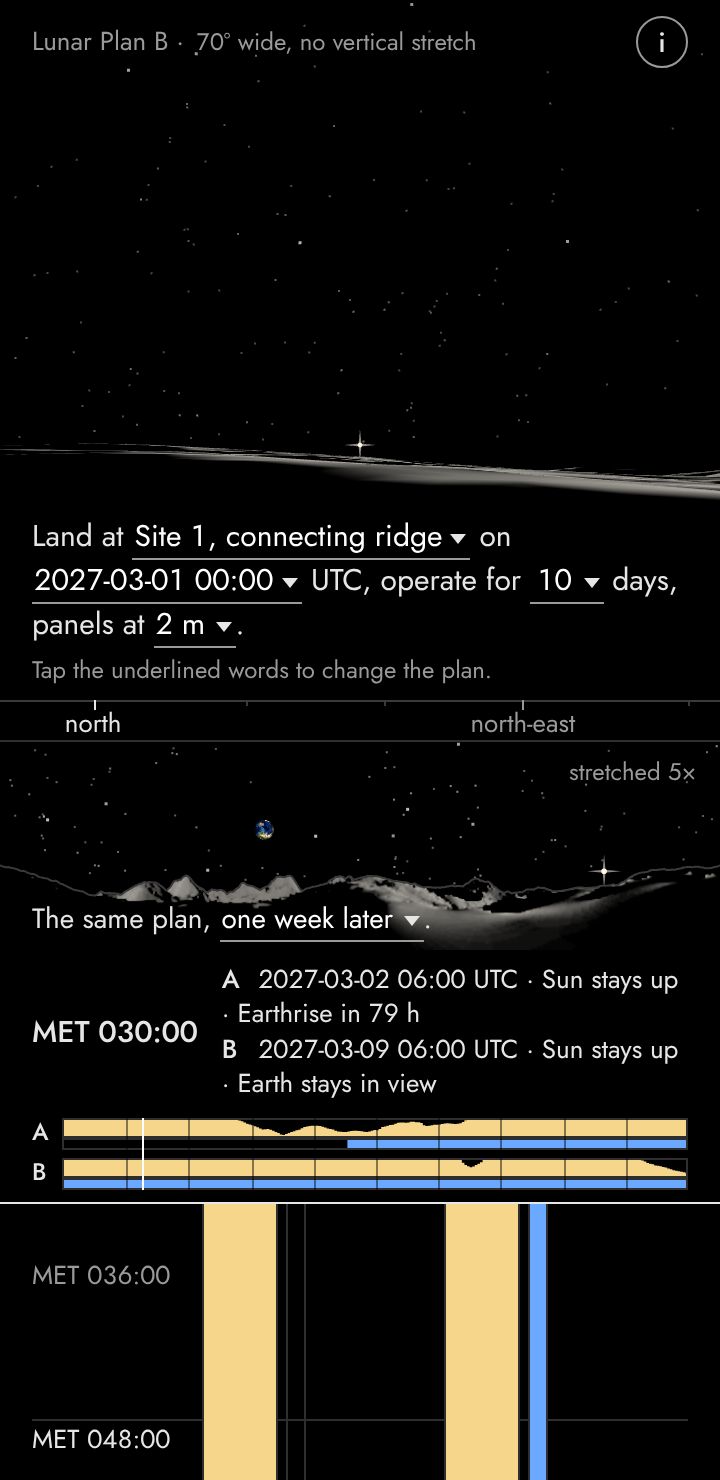 Lunar Plan B · 70° wide, no vertical stretch
i
Land at Site 1, connecting ridge on
2027-03-01 00:00 UTC, operate for 10 days,
panels at 2 m.
Tap the underlined words to change the plan.
north north-east
stretched 5×
The same plan, one week later.
A 2027-03-02 06:00 UTC · Sun stays up
· Earthrise in 79 h
MET 030:00
B 2027-03-09 06:00 UTC · Sun stays up
· Earth stays in view
A
B
MET 036:00
MET 048:00